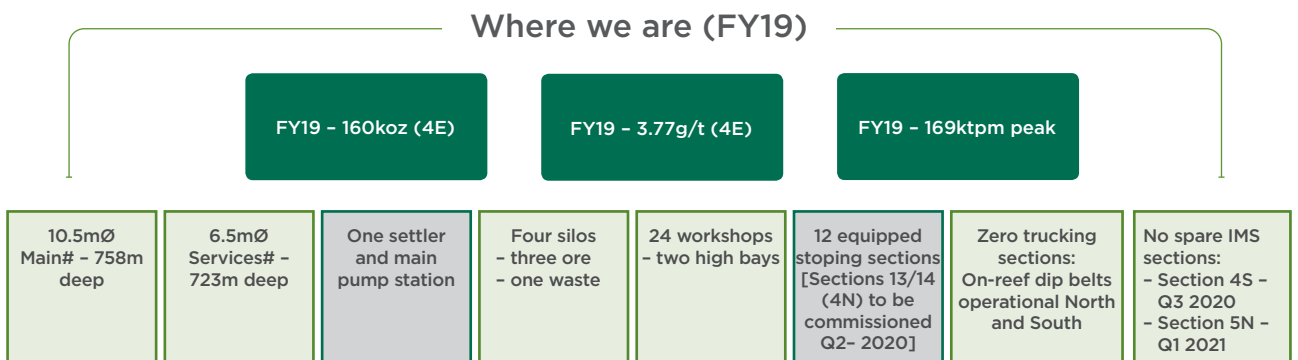 Where we are (FY19)
FY19 – 160koz (4E)
FY19 – 3.77g/t (4E)
FY19 – 169ktpm peak
10.5mØ
Main# – 758m
deep
6.5mØ
Services# –
723m deep
One settler
and main
pump station
Four silos
– three ore
– one waste
24 workshops
– two high bays
12 equipped
stoping sections
[Sections 13/14
(4N) to be
commissioned
Q2– 2020]
Zero trucking
sections:
On-reef dip belts
operational North
and South
No spare IMS
sections:
– Section 4S –
Q3 2020
– Section 5N –
Q1 2021